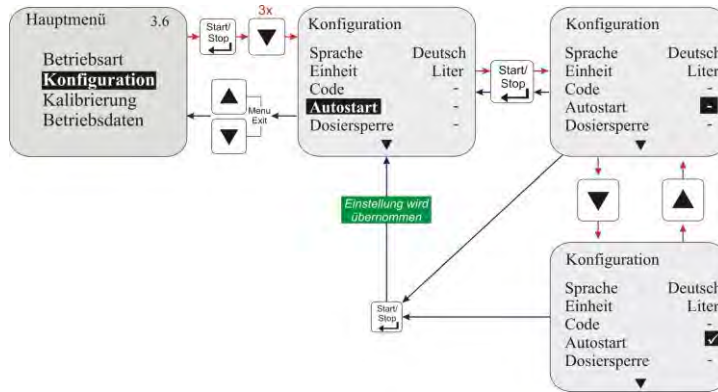 Hauptmenü 3.6
Betriebsart
Konfiguration
Kalibrierung
Betriebsdaten
Start/
Stop
3x
Menu
Exit
Konfiguration
Sprache Deutsch
Einheit Liter
Code -
Autostart -
Dosiersperre -
Start/
Stop
Konfiguration
Sprache Deutsch
Einheit Liter
Code -
Autostart -
Dosiersperre -
Einstellung wird
übernommen
Start/
Stop
Konfiguration
Sprache Deutsch
Einheit Liter
Code -
Autostart ✓
Dosiersperre -